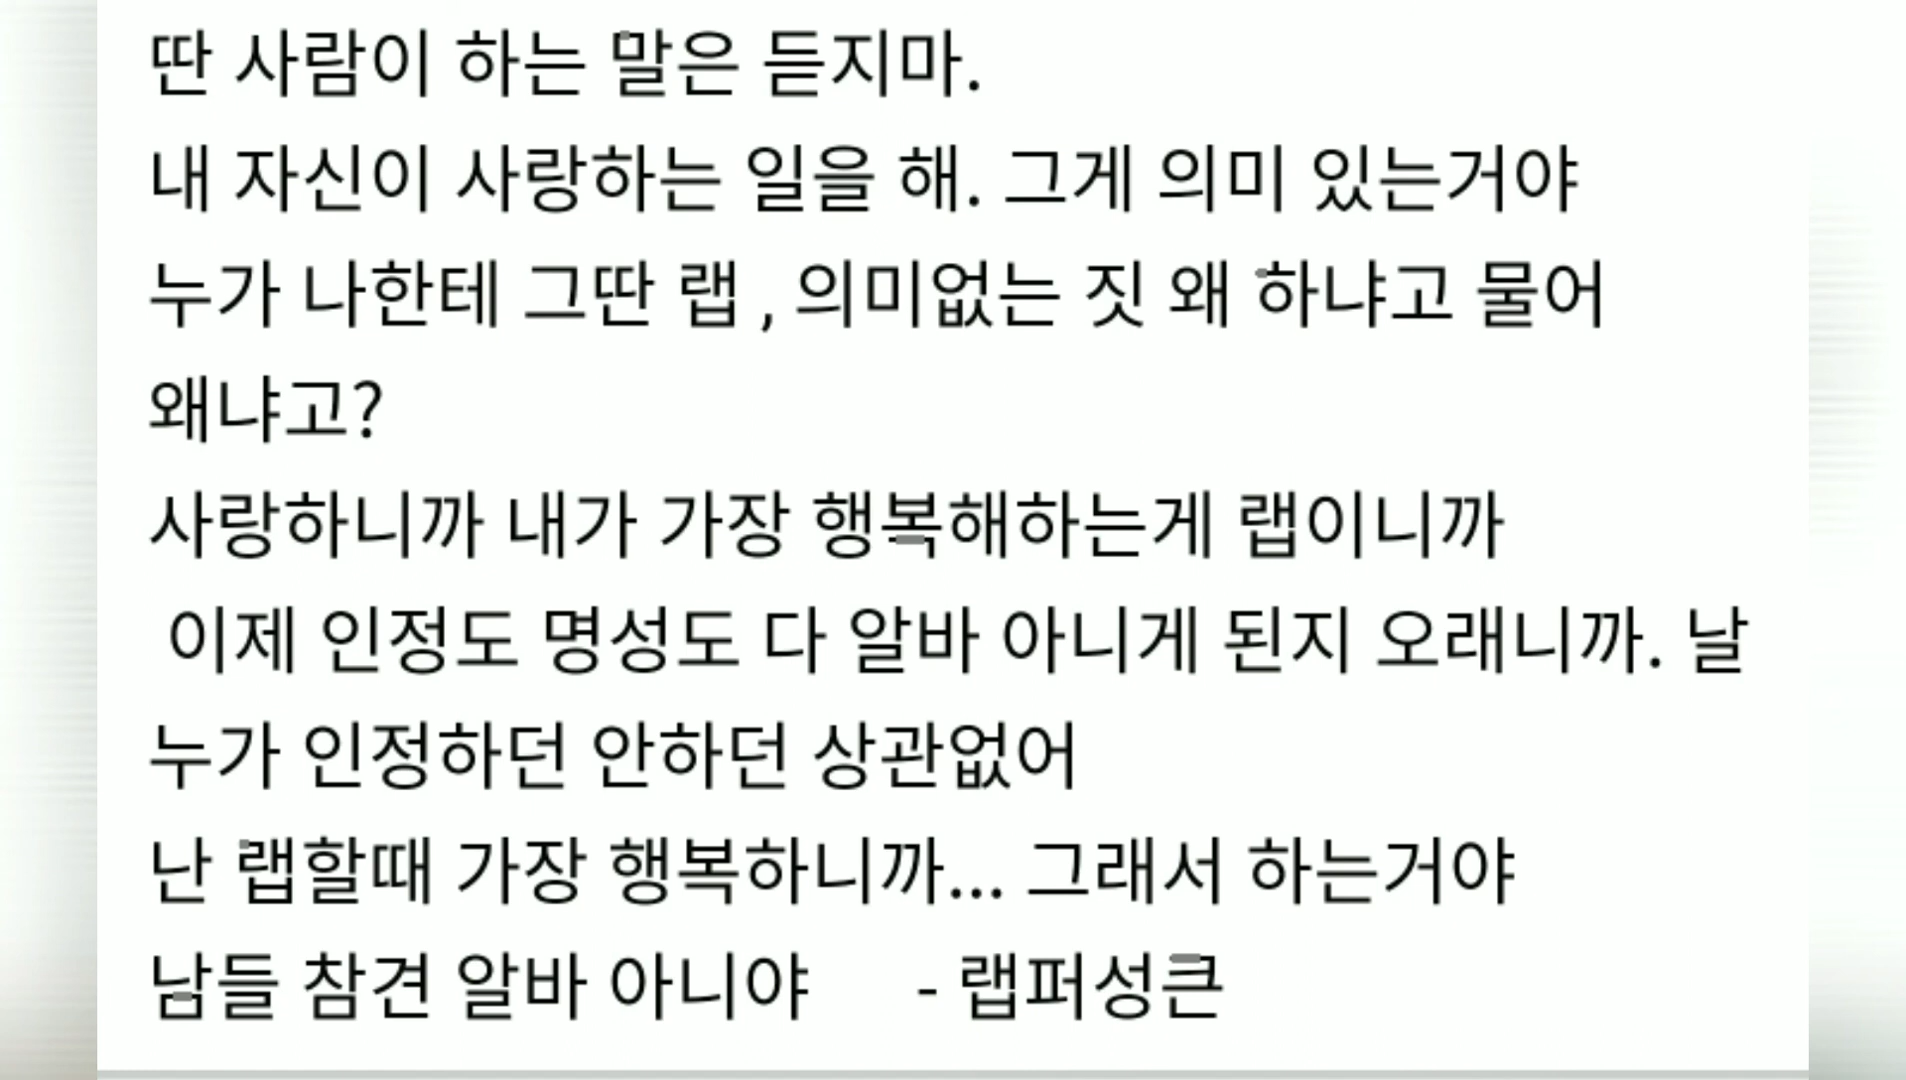 딴 사람이 하는 말은 듣지마.
내 자신이 사랑하는 일을 해. 그게 의미 있는거야
누가 나한테 그딴 랩 , 의미없는 짓 왜 하냐고 물어
왜냐고?
사랑하니까 내가 가장 행복해하는게 랩이니까
이제 인정도 명성도 다 알바 아니게 된지 오래니까. 날
누가 인정하던 안하던 상관없어
난 랩할때 가장 행복하니까... 그래서 하는거야
남들 참견 알바 아니야 - 랩퍼성큰